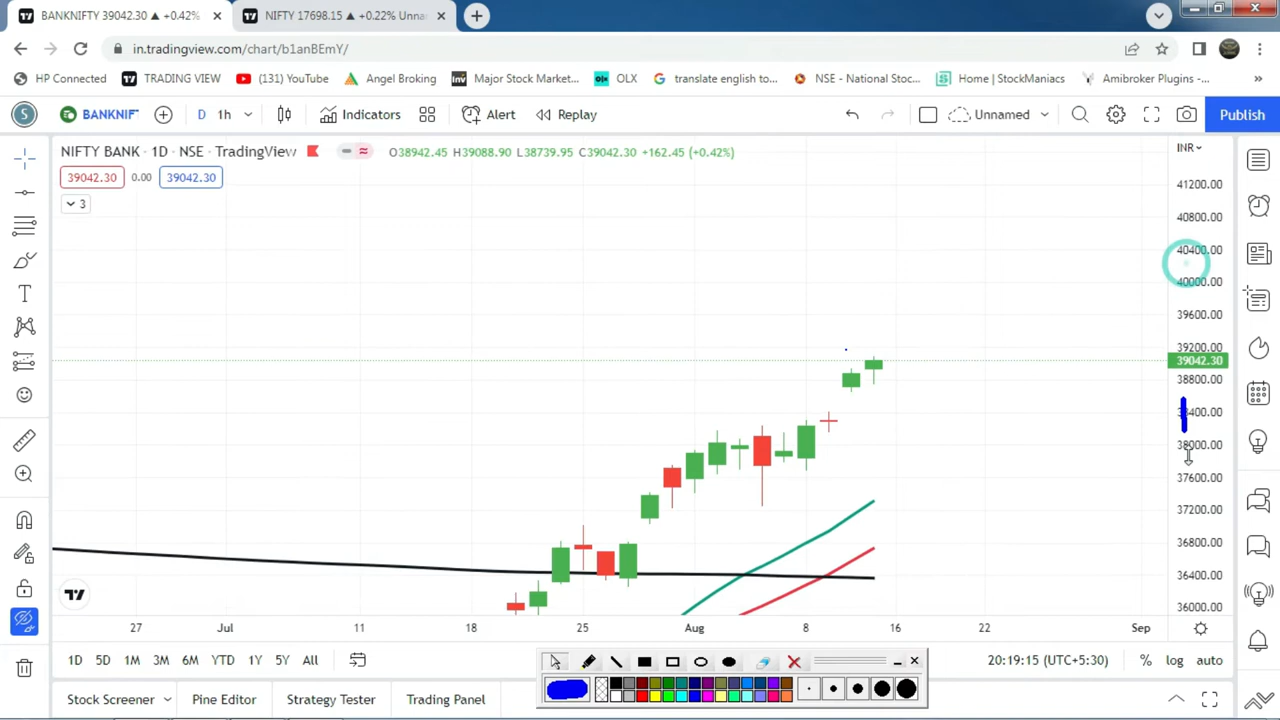 BANKNIFTY 39042.30 ▲ +0.42%
NIFTY 17698.15 ▲ +0.22% Unna
in.tradingview.com/chart/b1anBEmY/
HP Connected
TRADING VIEW
(131) YouTube
Angel Broking
Inv
Major Stock Market...
OLX
translate english to...
NSE - National Stoc...
Home | StockManiacs
Amibroker Plugins -...
S
BANKNIF
D
1h
Indicators
Alert
Replay
Unnamed
Publish
NIFTY BANK · 1D · NSE · TradingView
O38942.45 H39088.90 L38739.95 C39042.30 +162.45 (+0.42%)
INR
39042.30
0.00
39042.30
3
41200.00
40800.00
40400.00
40000.00
39600.00
39200.00
39042.30
38800.00
38000.00
37600.00
37200.00
36800.00
36400.00
36000.00
27
Jul
11
18
25
Aug
8
16
22
Sep
1D
5D
1M
3M
6M
YTD
1Y
5Y
All
20:19:15 (UTC+5:30)
%
log
auto
Screener
Editor
Strategy Tester
Trading Panel